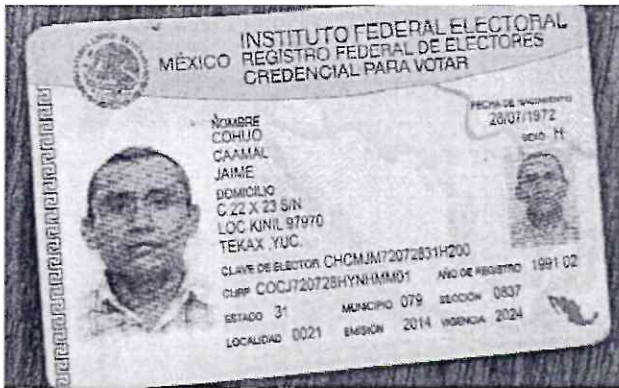 INSTITUTO FEDERAL ELECTORAL
MÉXICO REGISTRO FEDERAL DE ELECTORES
CREDENCIAL PARA VOTAR
NOMBRE
COHUO
CAAMAL
JAIME
FECHA DE NACIMIENTO
28/07/1972
SEXO H
DOMICILIO
C 22 X 23 S/N
LOC KINIL 97970
TEKAX ,YUC.
CLAVE DE ELECTOR CHCMJM72072831H200
CURP COCJ720728HYNHMM01 AÑO DE REGISTRO 1991 02
ESTADO 31 MUNICIPIO 079 SECCIÓN 0837
LOCALIDAD 0021 EMISIÓN 2014 VIGENCIA 2024